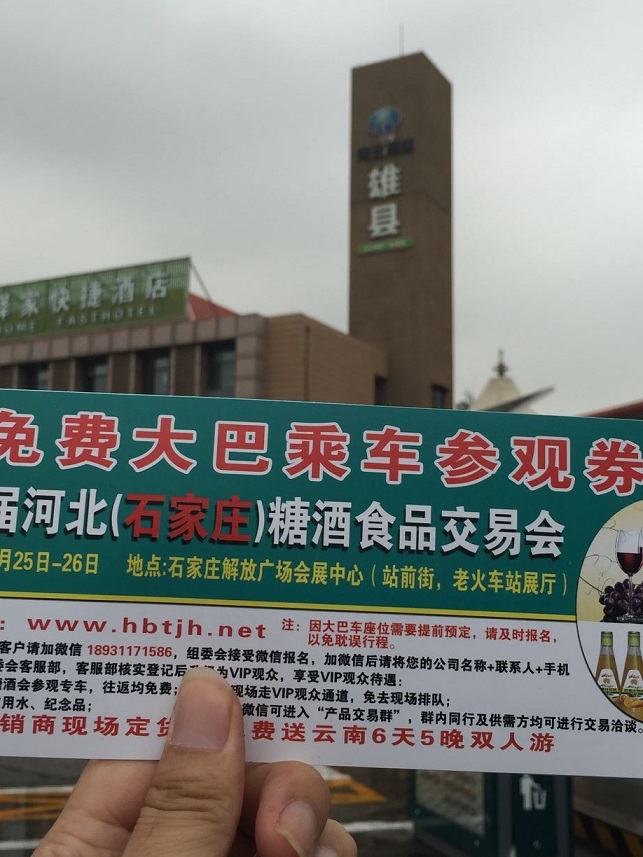 雄县
家快捷酒店
HOME FASTHOTEL
免费大巴乘车参观券
届河北(石家庄)糖酒食品交易会
月25日-26日 地点:石家庄解放广场会展中心（站前街，老火车站展厅）
: www.hbtjh.net 注：因大巴车座位需要提前预定，请及时报名，
以免耽误行程。
客户请加微信 18931171586，组委会接受微信报名，加微信后请将您的公司名称+联系人+手机
委会客服部，客服部核实登记后 为VIP观众，享受VIP观众待遇：
糖酒会参观专车，往返均免费； 现场走VIP观众通道，免去现场排队；
用水、纪念品； 微信可进入“产品交易群”，群内同行及供需方均可进行交易洽谈。
销商现场定货 费送云南6天5晚双人游